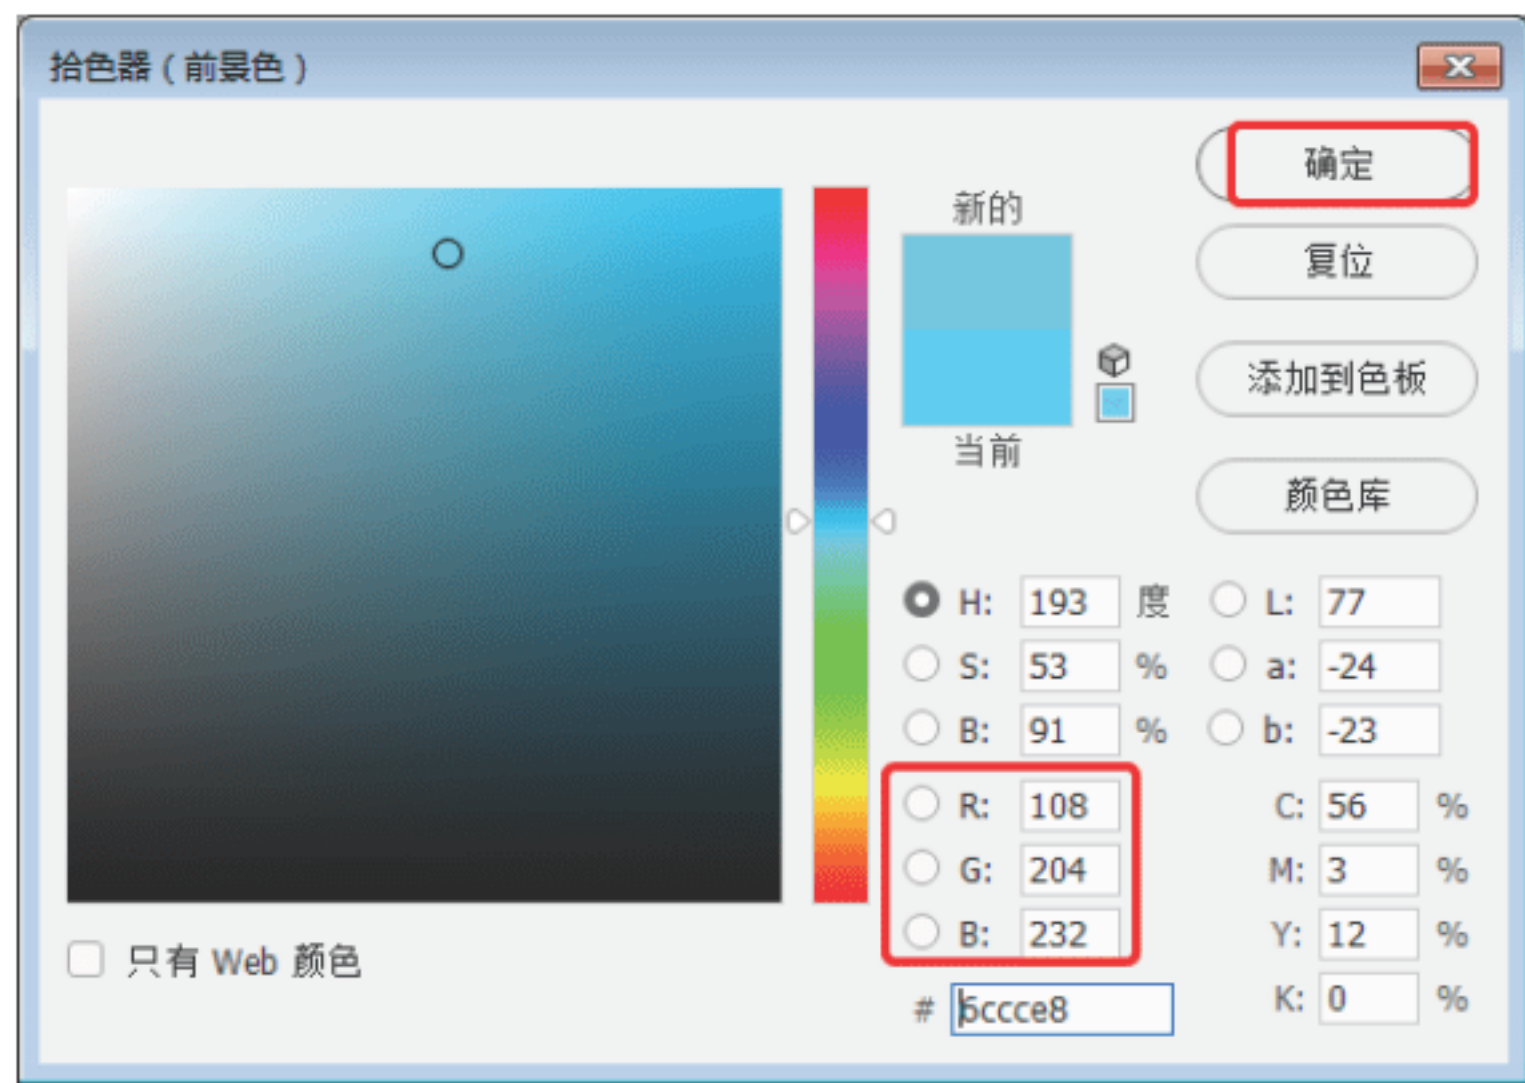 拾色器（前景色）
确定
新的
复位
添加到色板
当前
颜色库
H: 193 度 L: 77
S: 53 % a: -24
B: 91 % b: -23
R: 108 C: 56 %
G: 204 M: 3 %
B: 232 Y: 12 %
只有 Web 颜色
# 6ccce8 K: 0 %